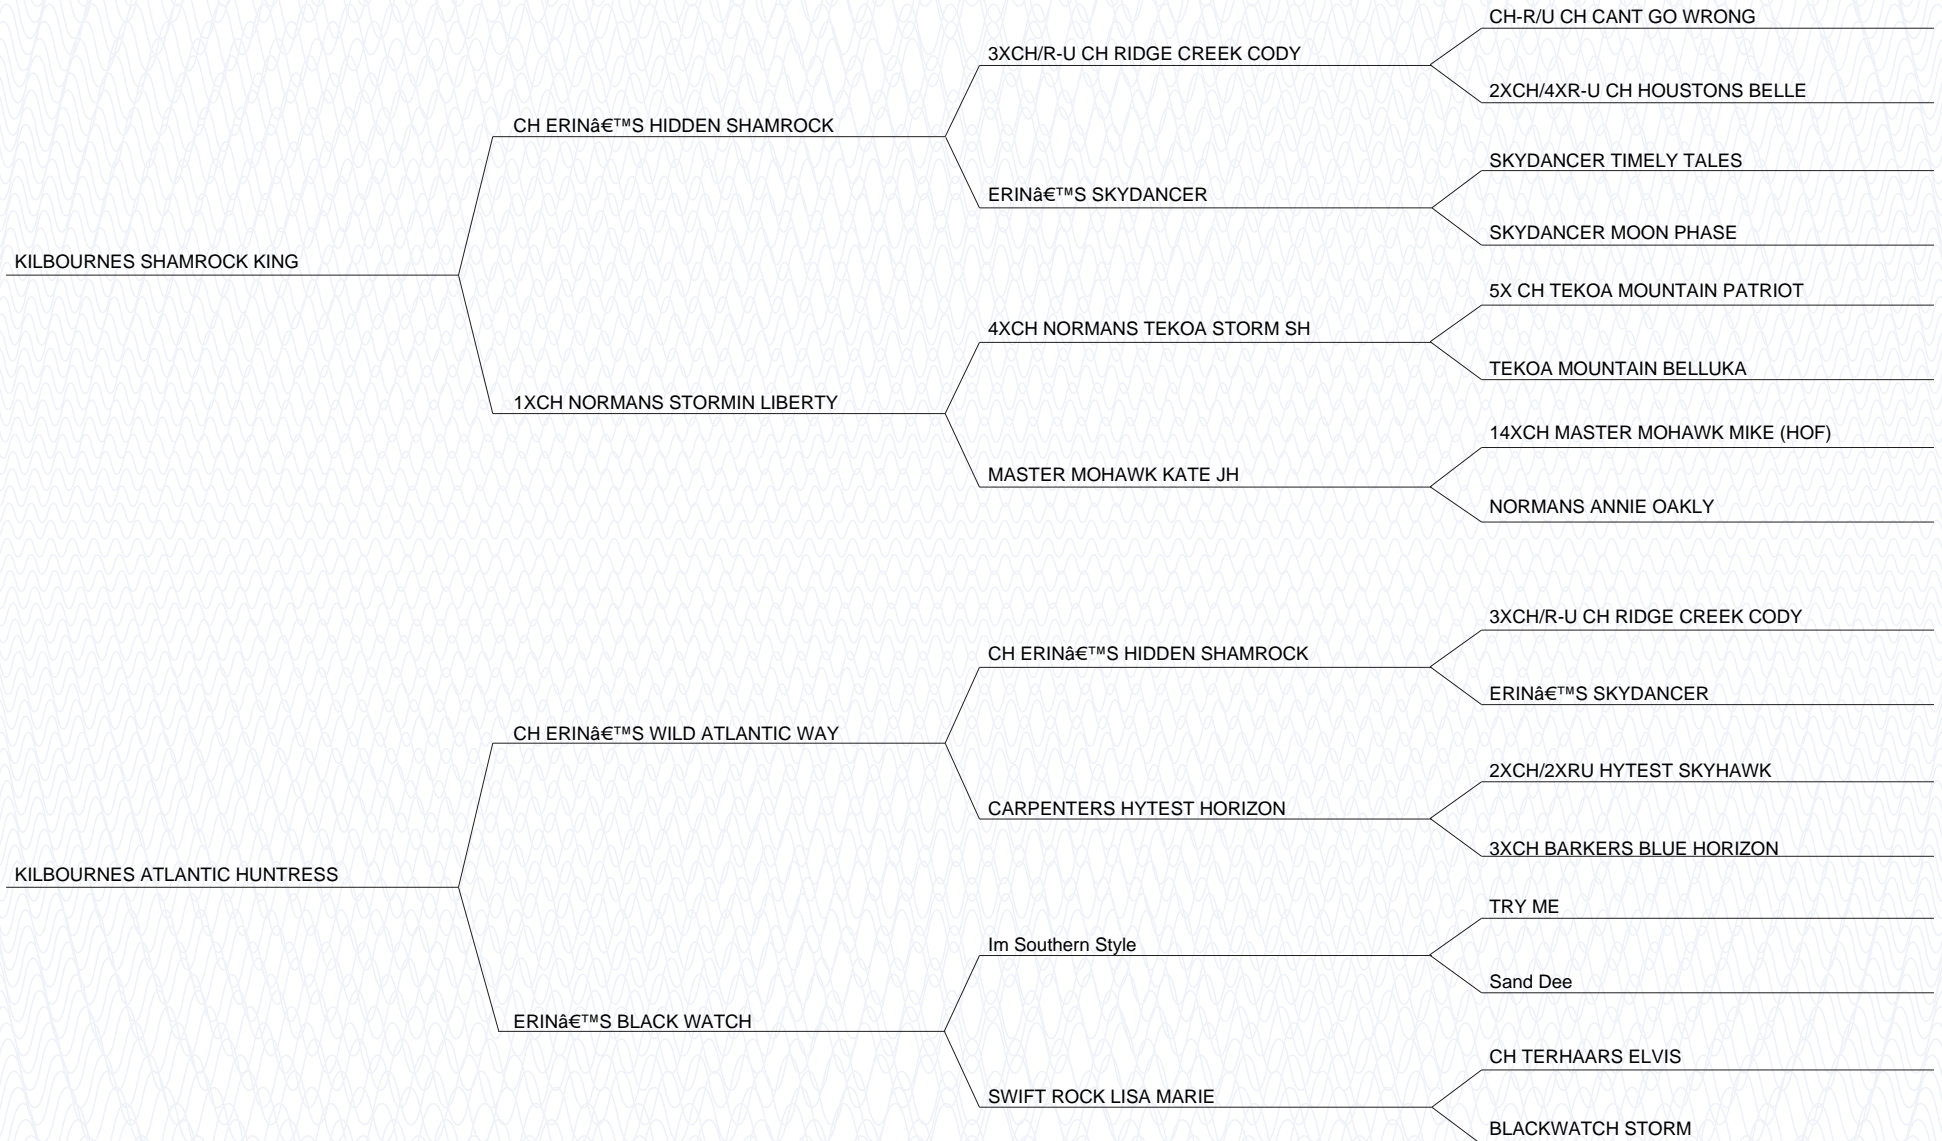 CH-R/U CH CANT GO WRONG
3XCH/R-U CH RIDGE CREEK CODY
2XCH/4XR-U CH HOUSTONS BELLE
CH ERINâ€™S HIDDEN SHAMROCK
SKYDANCER TIMELY TALES
ERINâ€™S SKYDANCER
SKYDANCER MOON PHASE
KILBOURNES SHAMROCK KING
5X CH TEKOA MOUNTAIN PATRIOT
4XCH NORMANS TEKOA STORM SH
TEKOA MOUNTAIN BELLUKA
1XCH NORMANS STORMIN LIBERTY
14XCH MASTER MOHAWK MIKE (HOF)
MASTER MOHAWK KATE JH
NORMANS ANNIE OAKLY
3XCH/R-U CH RIDGE CREEK CODY
CH ERINâ€™S HIDDEN SHAMROCK
ERINâ€™S SKYDANCER
CH ERINâ€™S WILD ATLANTIC WAY
2XCH/2XRU HYTEST SKYHAWK
CARPENTERS HYTEST HORIZON
3XCH BARKERS BLUE HORIZON
KILBOURNES ATLANTIC HUNTRESS
TRY ME
Im Southern Style
Sand Dee
ERINâ€™S BLACK WATCH
CH TERHAARS ELVIS
SWIFT ROCK LISA MARIE
BLACKWATCH STORM